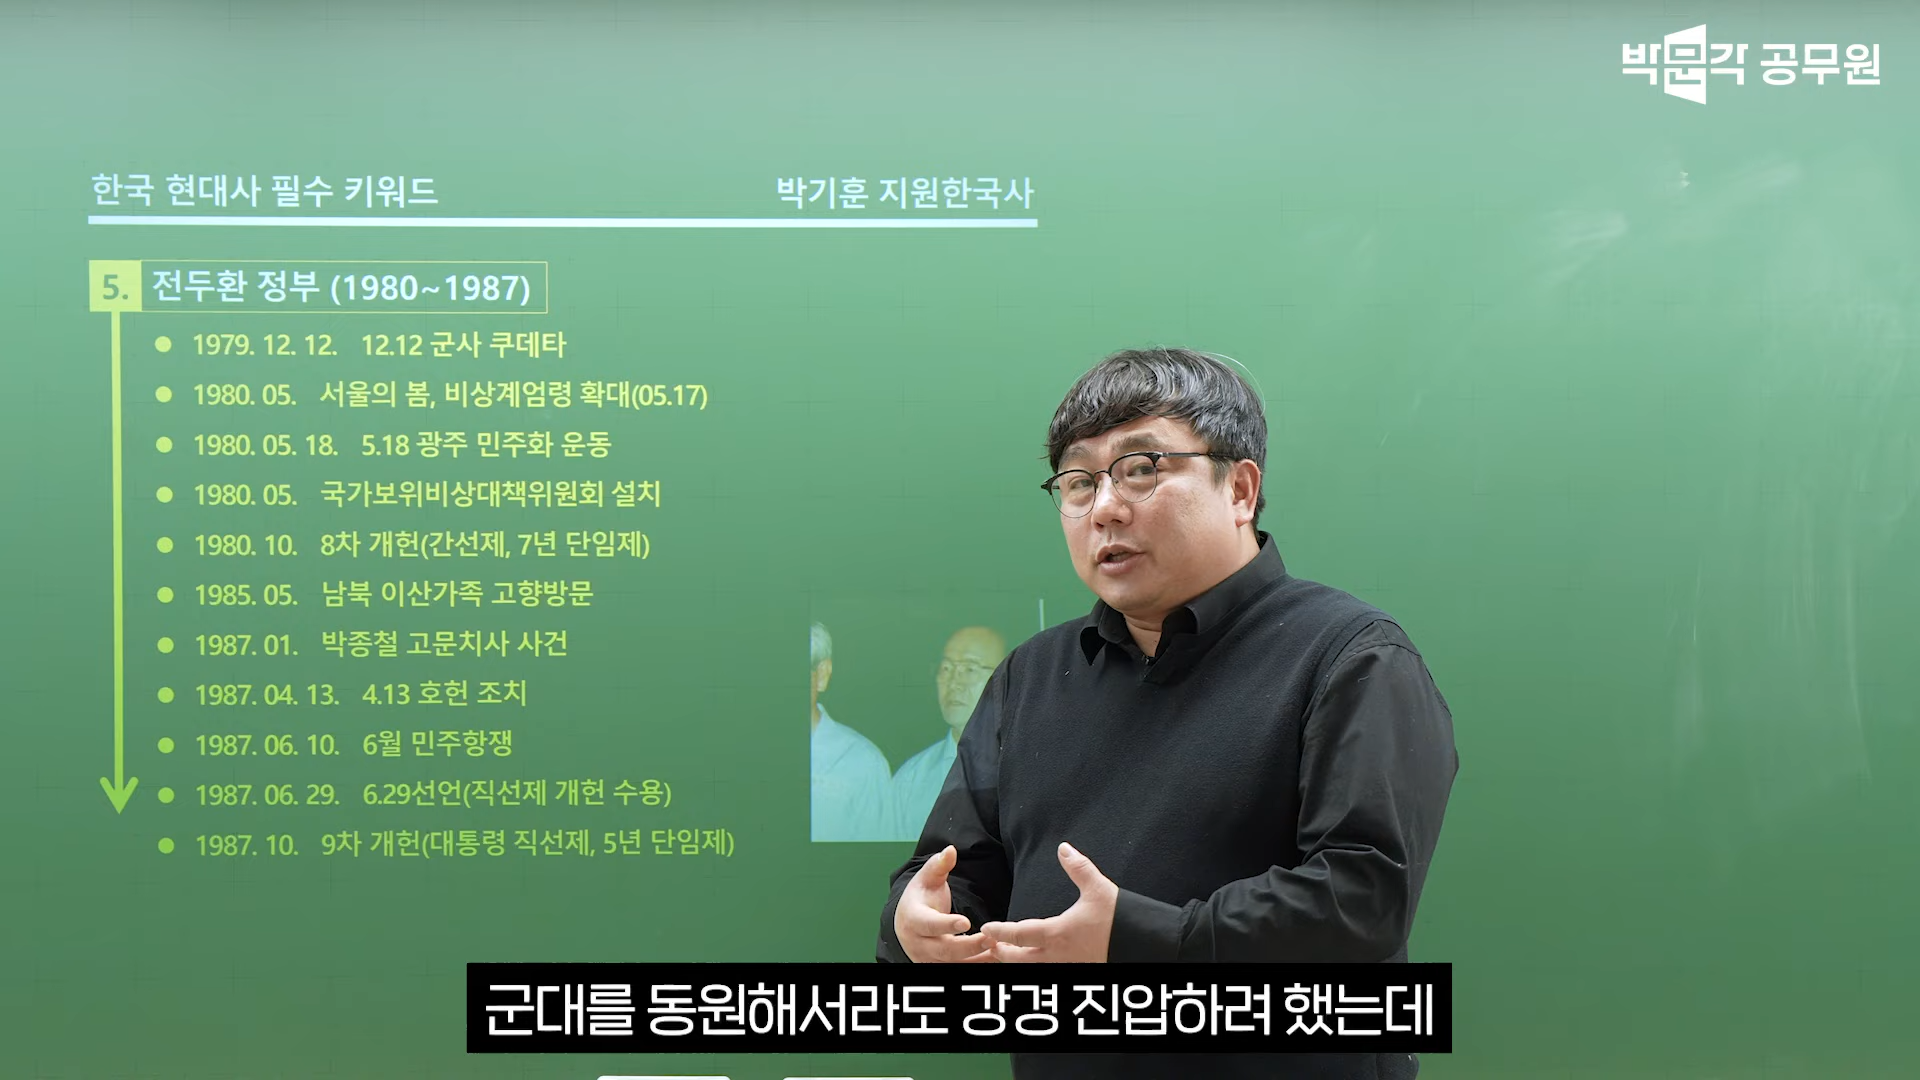 박문각 공무원
한국 현대사 필수 키워드
박기훈 지원한국사
5. 전두환 정부 (1980~1987)
1979. 12. 12. 12.12 군사 쿠데타
1980. 05. 서울의 봄, 비상계엄령 확대(05.17)
1980. 05. 18. 5.18 광주 민주화 운동
1980. 05. 국가보위비상대책위원회 설치
1980. 10. 8차 개헌(간선제, 7년 단임제)
1985. 05. 남북 이산가족 고향방문
1987. 01. 박종철 고문치사 사건
1987. 04. 13. 4.13 호헌 조치
1987. 06. 10. 6월 민주항쟁
1987. 06. 29. 6.29선언(직선제 개헌 수용)
1987. 10. 9차 개헌(대통령 직선제, 5년 단임제)
군대를 동원해서라도 강경 진압하려 했는데